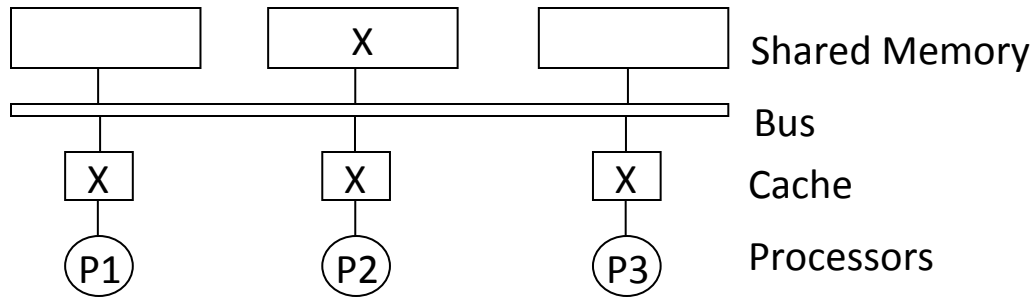 X Shared Memory
Bus
X X X Cache
P1 P2 P3 Processors